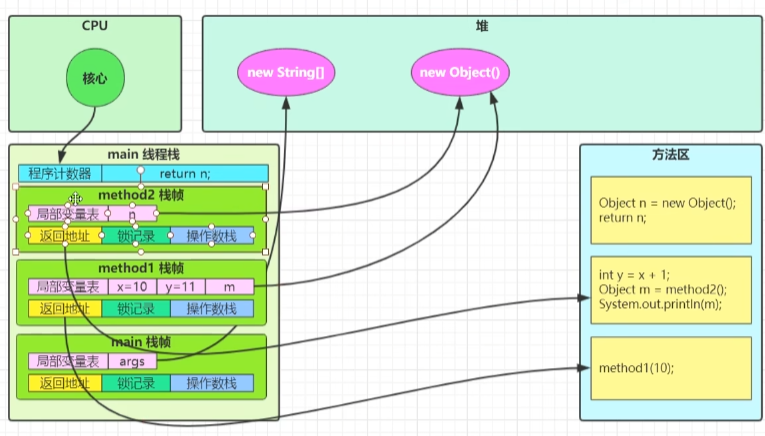 CPU
核心
堆
new String[]
new Object()
main 线程栈
程序计数器
return n;
method2 栈帧
局部变量表
n
返回地址
锁记录
操作数栈
method1 栈帧
局部变量表
x=10
y=11
m
返回地址
锁记录
操作数栈
main 栈帧
局部变量表
args
返回地址
锁记录
操作数栈
方法区
Object n = new Object();
return n;
int y = x + 1;
Object m = method2();
System.out.println(m);
method1(10);